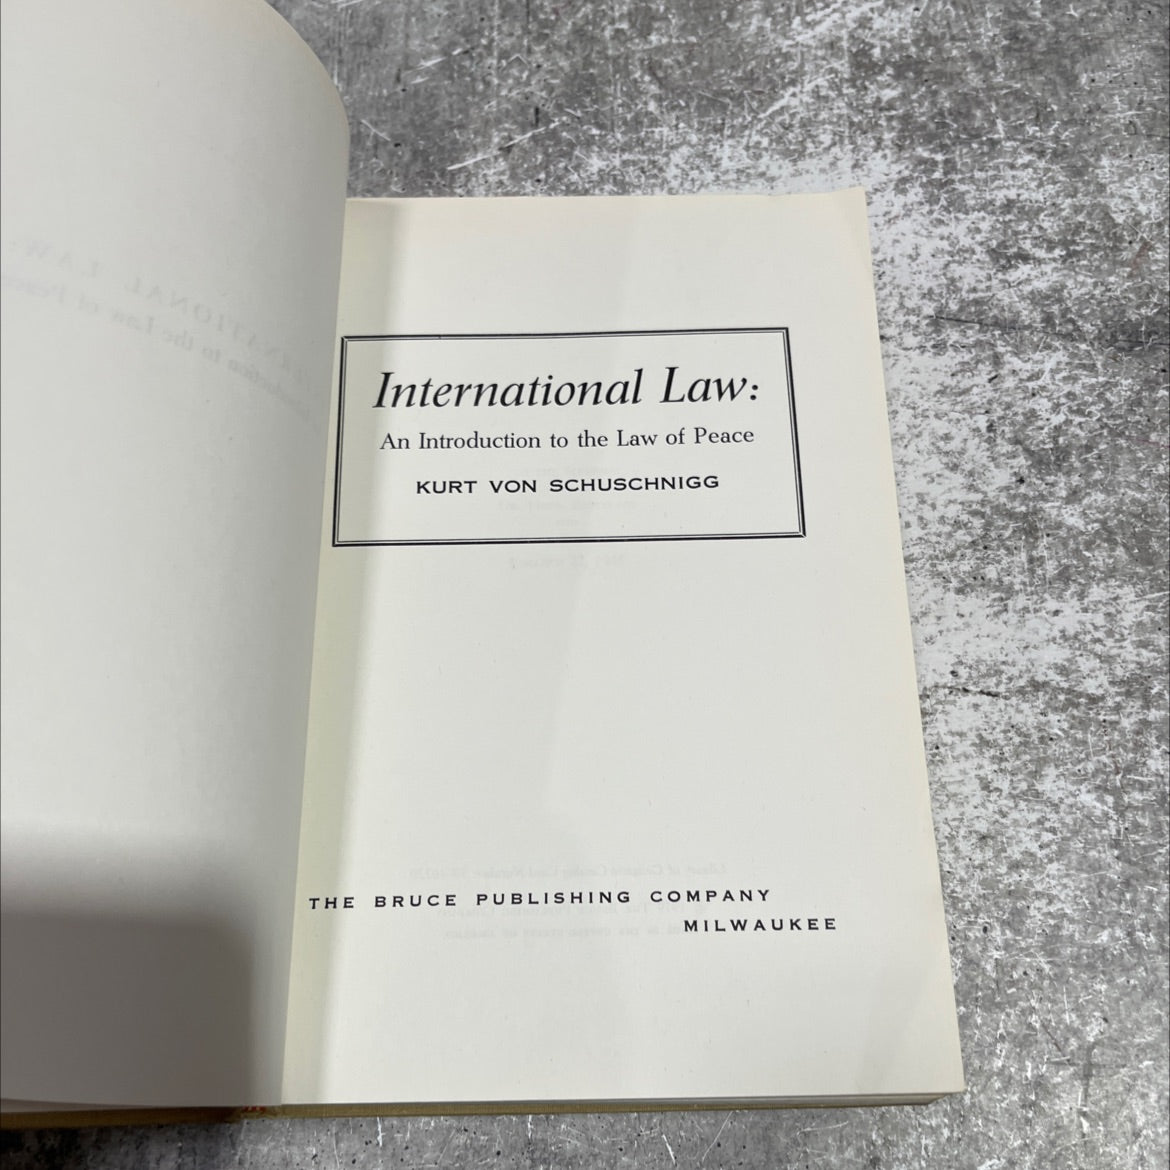 International Law:
An Introduction to the Law of Peace
KURT VON SCHUSCHNIGG
THE BRUCE PUBLISHING COMPANY
MILWAUKEE